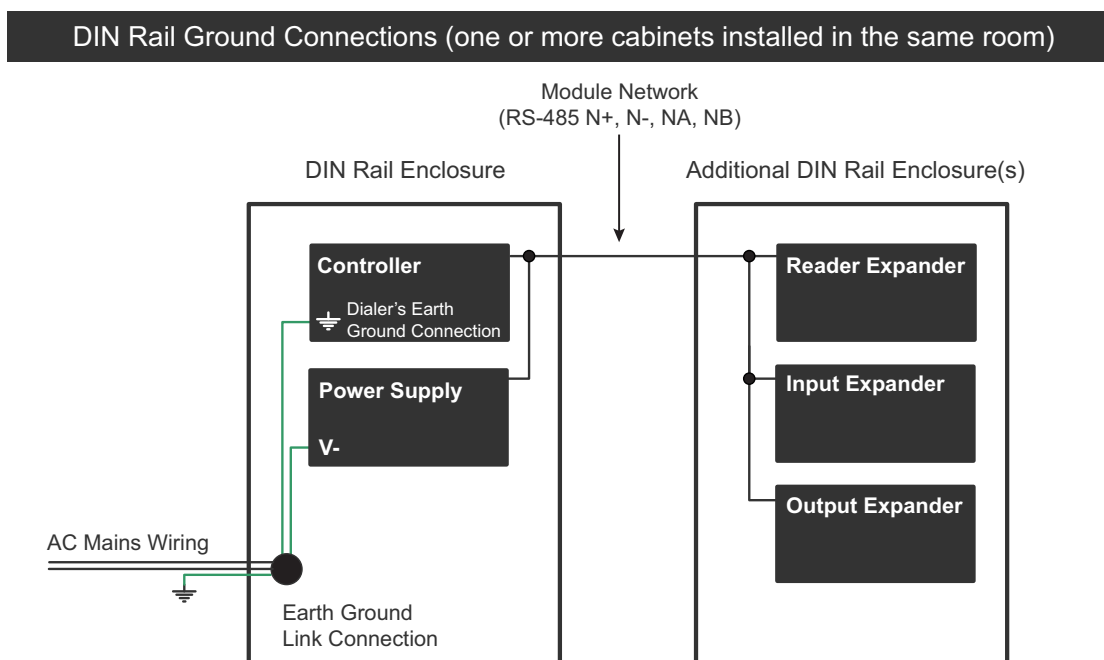 DIN Rail Ground Connections (one or more cabinets installed in the same room)
Module Network
(RS-485 N+, N-, NA, NB)
DIN Rail Enclosure
Additional DIN Rail Enclosure(s)
Controller
Dialer's Earth
Ground Connection
Power Supply
V-
Reader Expander
Input Expander
Output Expander
AC Mains Wiring
Earth Ground
Link Connection